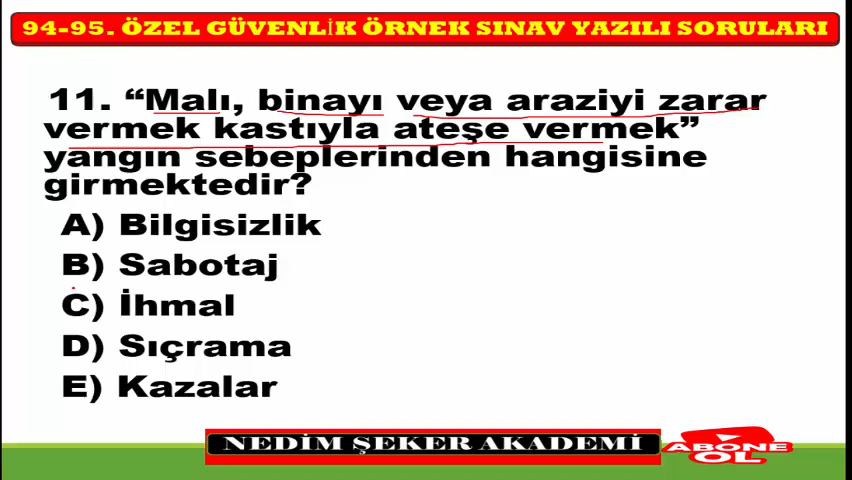 94-95. ÖZEL GÜVENLİK ÖRNEK SINAV YAZILI SORULARI
11. “Malı, binayı veya araziyi zarar
vermek kastıyla ateşe vermek”
yangın sebeplerinden hangisine
girmektedir?
A) Bilgisizlik
B) Sabotaj
C) İhmal
D) Sıçrama
E) Kazalar
NEDİM ŞEKER AKADEMİ
ABONE
OL